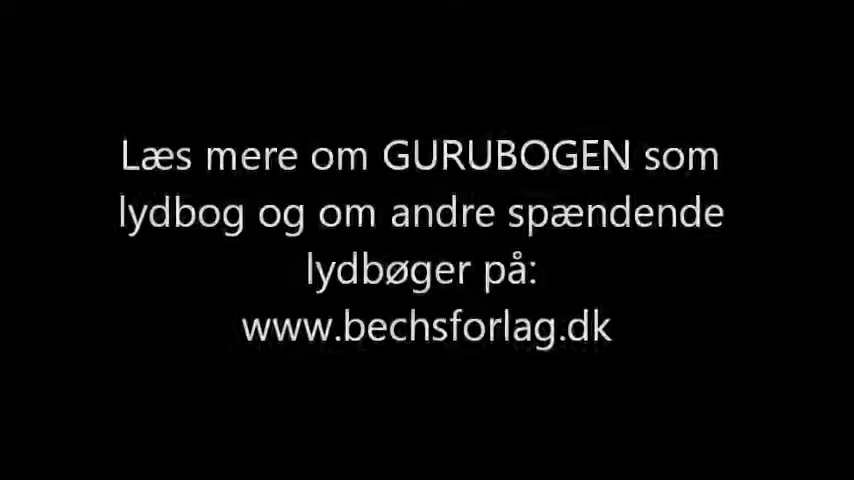 Læs mere om GURUBOGEN som
lydbog og om andre spændende
lydbøger på:
www.bechsforlag.dk